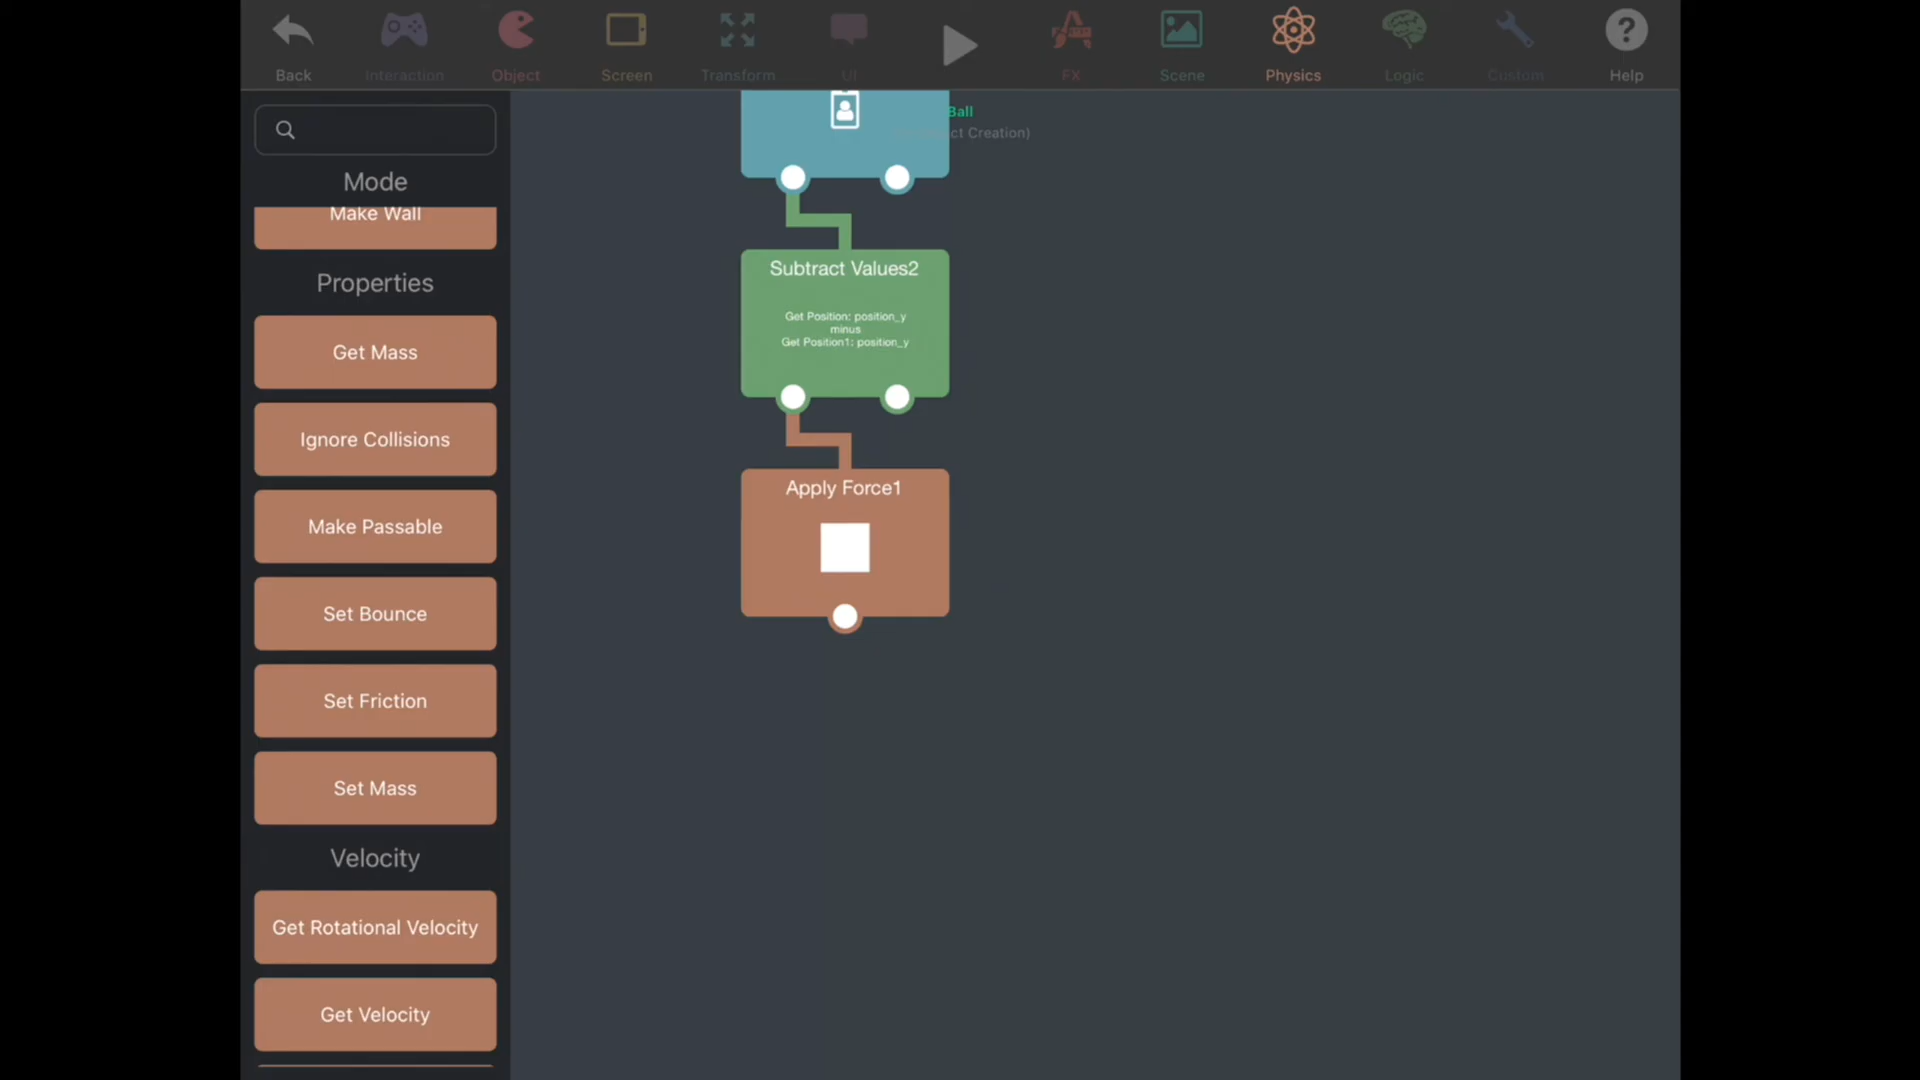 Back
Interaction
Object
Screen
Transform
UI
FX
Scene
Physics
Logic
Custom
Help
Mode
Make Wall
Properties
Get Mass
Ignore Collisions
Make Passable
Set Bounce
Set Friction
Set Mass
Velocity
Get Rotational Velocity
Get Velocity
Ball
Creation)
Subtract Values2
Get Position: position_y
minus
Get Position1: position_y
Apply Force1